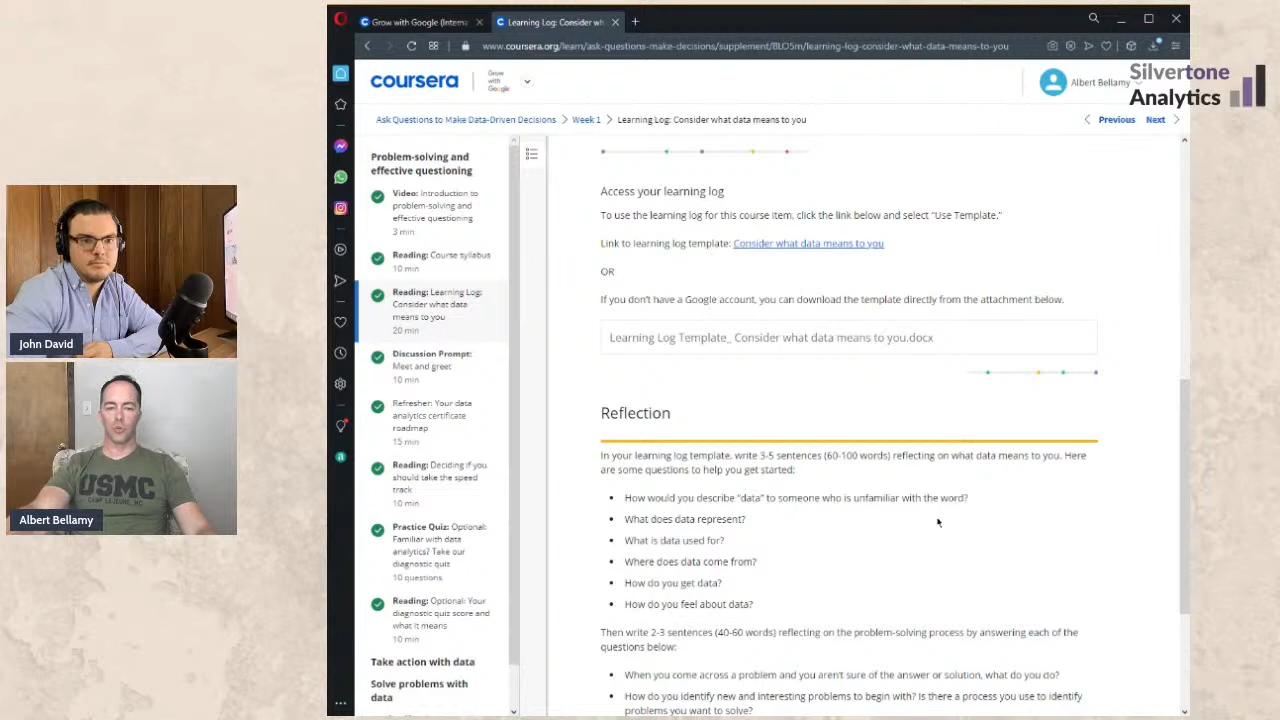 Grow with Google (Interna
Learning Log: Consider wh
www.coursera.org/learn/ask-questions-make-decisions/supplement/8LO5m/learning-log-consider-what-data-means-to-you
coursera
Grow
with
Google
Albert Bellamy
Silvertone
Analytics
Ask Questions to Make Data-Driven Decisions > Week 1 > Learning Log: Consider what data means to you
Previous
Next
Problem-solving and
effective questioning
Video: Introduction to
problem-solving and
effective questioning
3 min
Reading: Course syllabus
10 min
Reading: Learning Log:
Consider what data
means to you
20 min
Discussion Prompt:
Meet and greet
10 min
Refresher: Your data
analytics certificate
roadmap
15 min
Reading: Deciding if you
should take the speed
track
10 min
Practice Quiz: Optional:
Familiar with data
analytics? Take our
diagnostic quiz
10 questions
Reading: Optional: Your
diagnostic quiz score and
what it means
10 min
Take action with data
Solve problems with
data
Access your learning log
To use the learning log for this course item, click the link below and select “Use Template.”
Link to learning log template: Consider what data means to you
OR
If you don't have a Google account, you can download the template directly from the attachment below.
Learning Log Template_ Consider what data means to you.docx
Reflection
In your learning log template, write 3-5 sentences (60-100 words) reflecting on what data means to you. Here
are some questions to help you get started:
• How would you describe “data” to someone who is unfamiliar with the word?
• What does data represent?
• What is data used for?
• Where does data come from?
• How do you get data?
• How do you feel about data?
Then write 2-3 sentences (40-60 words) reflecting on the problem-solving process by answering each of the
questions below:
• When you come across a problem and you aren't sure of the answer or solution, what do you do?
• How do you identify new and interesting problems to begin with? Is there a process you use to identify
problems you want to solve?
John David
USMC
CAMP LEJEUNE, NC
Albert Bellamy